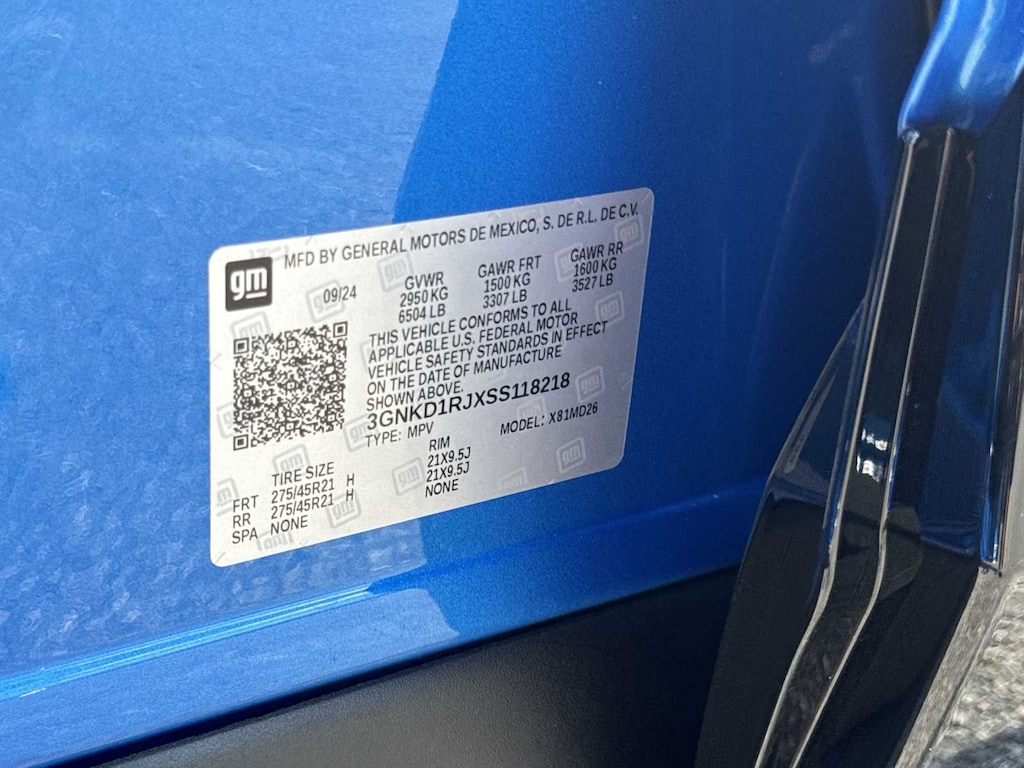 gm
MFD BY GENERAL MOTORS DE MEXICO, S. DE R.L. DE C.V.
09/24
GVWR GAWR FRT GAWR RR
2950 KG 1500 KG 1600 KG
6504 LB 3307 LB 3527 LB
THIS VEHICLE CONFORMS TO ALL
APPLICABLE U.S. FEDERAL MOTOR
VEHICLE SAFETY STANDARDS IN EFFECT
ON THE DATE OF MANUFACTURE
SHOWN ABOVE.
3GNKD1RJXSS118218
TYPE: MPV MODEL: X81MD26
TIRE SIZE RIM
FRT 275/45R21 H 21X9.5J
RR 275/45R21 H 21X9.5J
SPA NONE NONE